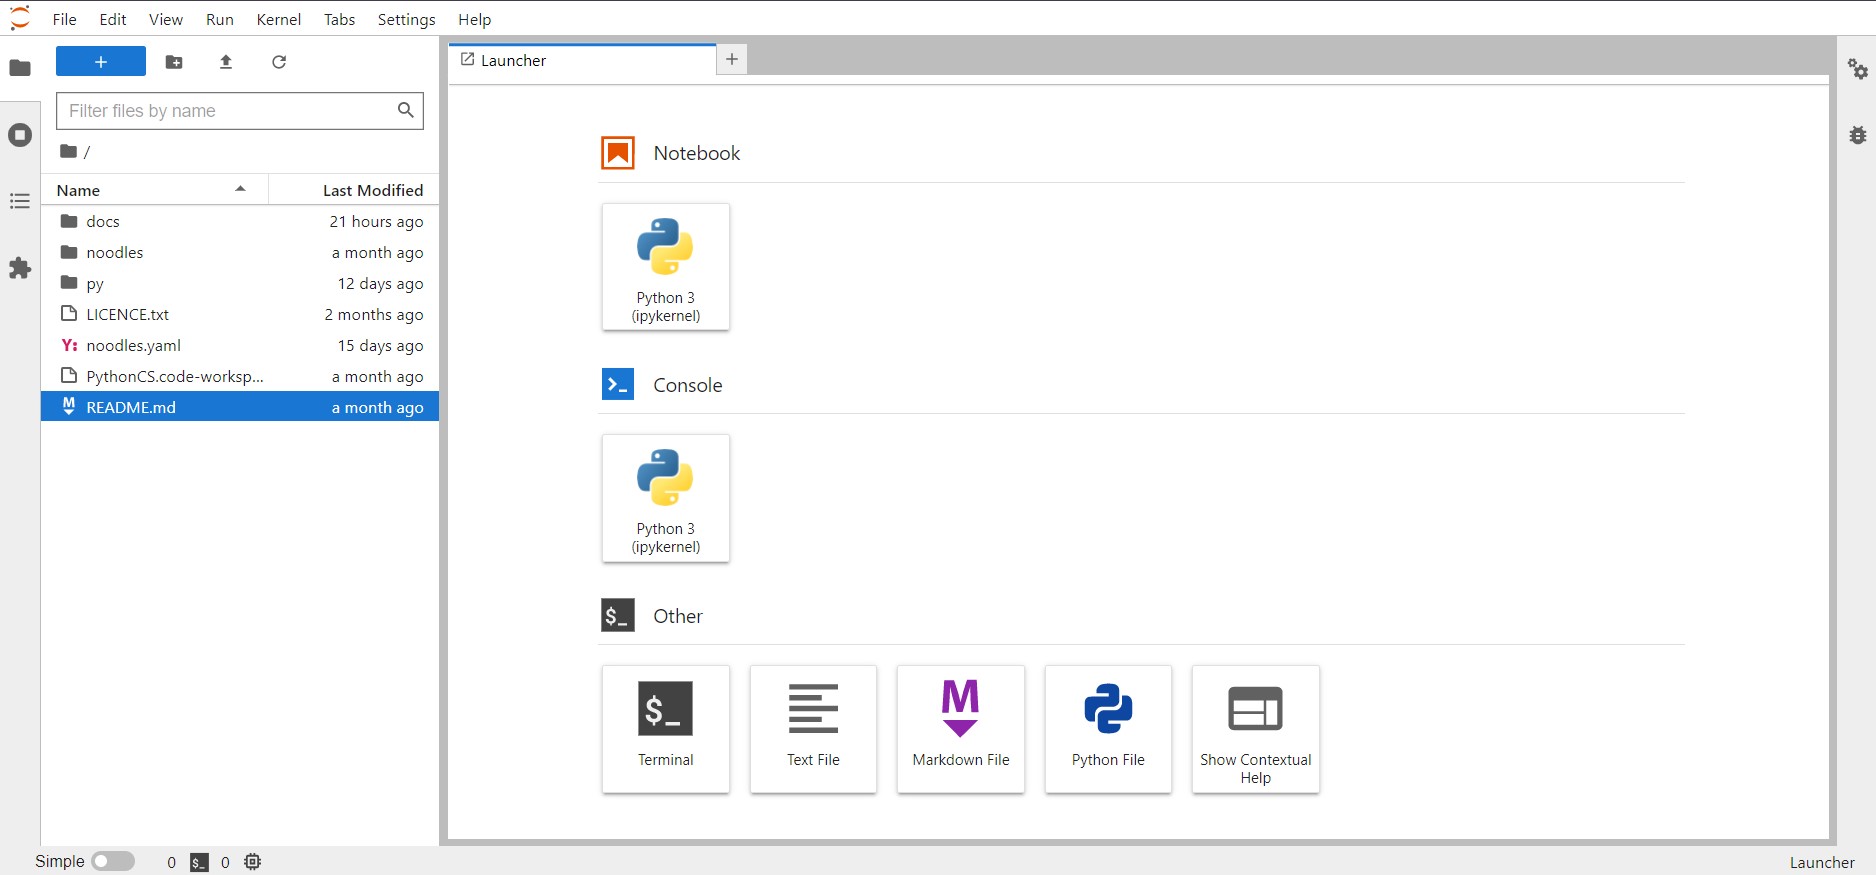 File Edit View Run Kernel Tabs Settings Help
+
Launcher
+
Filter files by name
/
Name Last Modified
docs 21 hours ago
noodles a month ago
py 12 days ago
LICENCE.txt 2 months ago
Y: noodles.yaml 15 days ago
PythonCS.code-worksp... a month ago
M README.md a month ago
Notebook
Python 3
(ipykernel)
Console
Python 3
(ipykernel)
$_ Other
$_
Terminal
Text File
M
Markdown File
Python File
Show Contextual
Help
Simple 0 $_ 0
Launcher